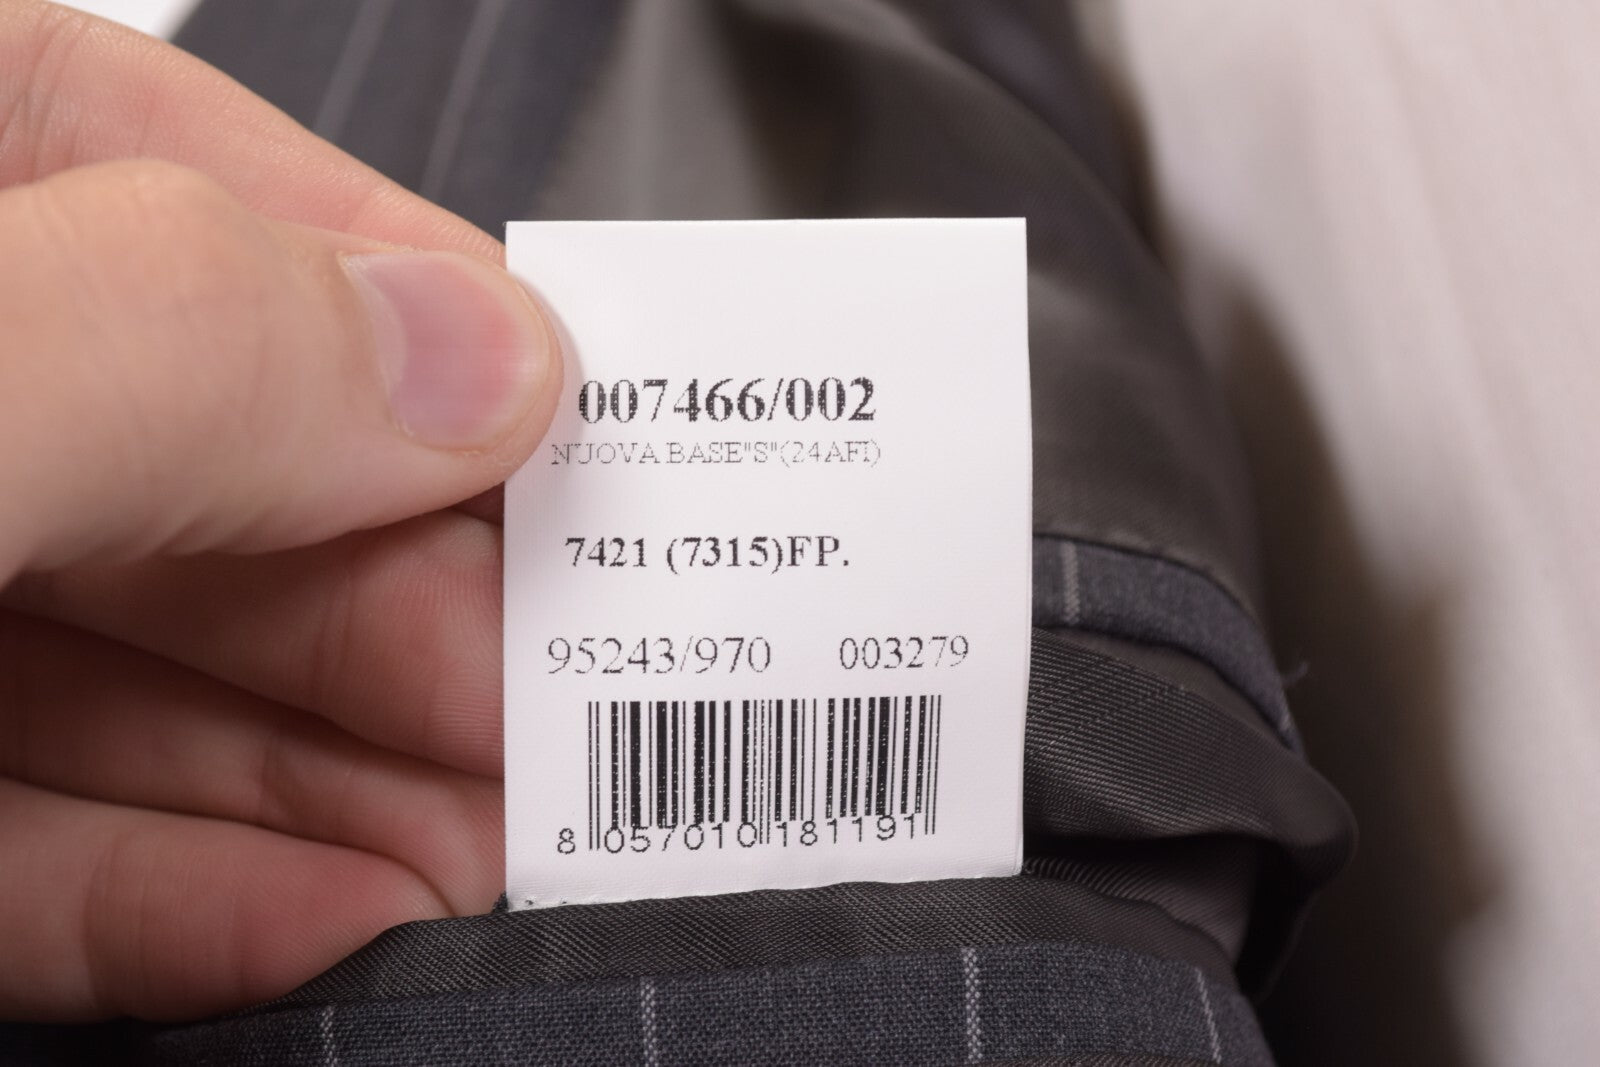 007466/002
NUOVA BASE"S"(24AFI)
7421 (7315)FP.
95243/970 003279
8 057010 181191